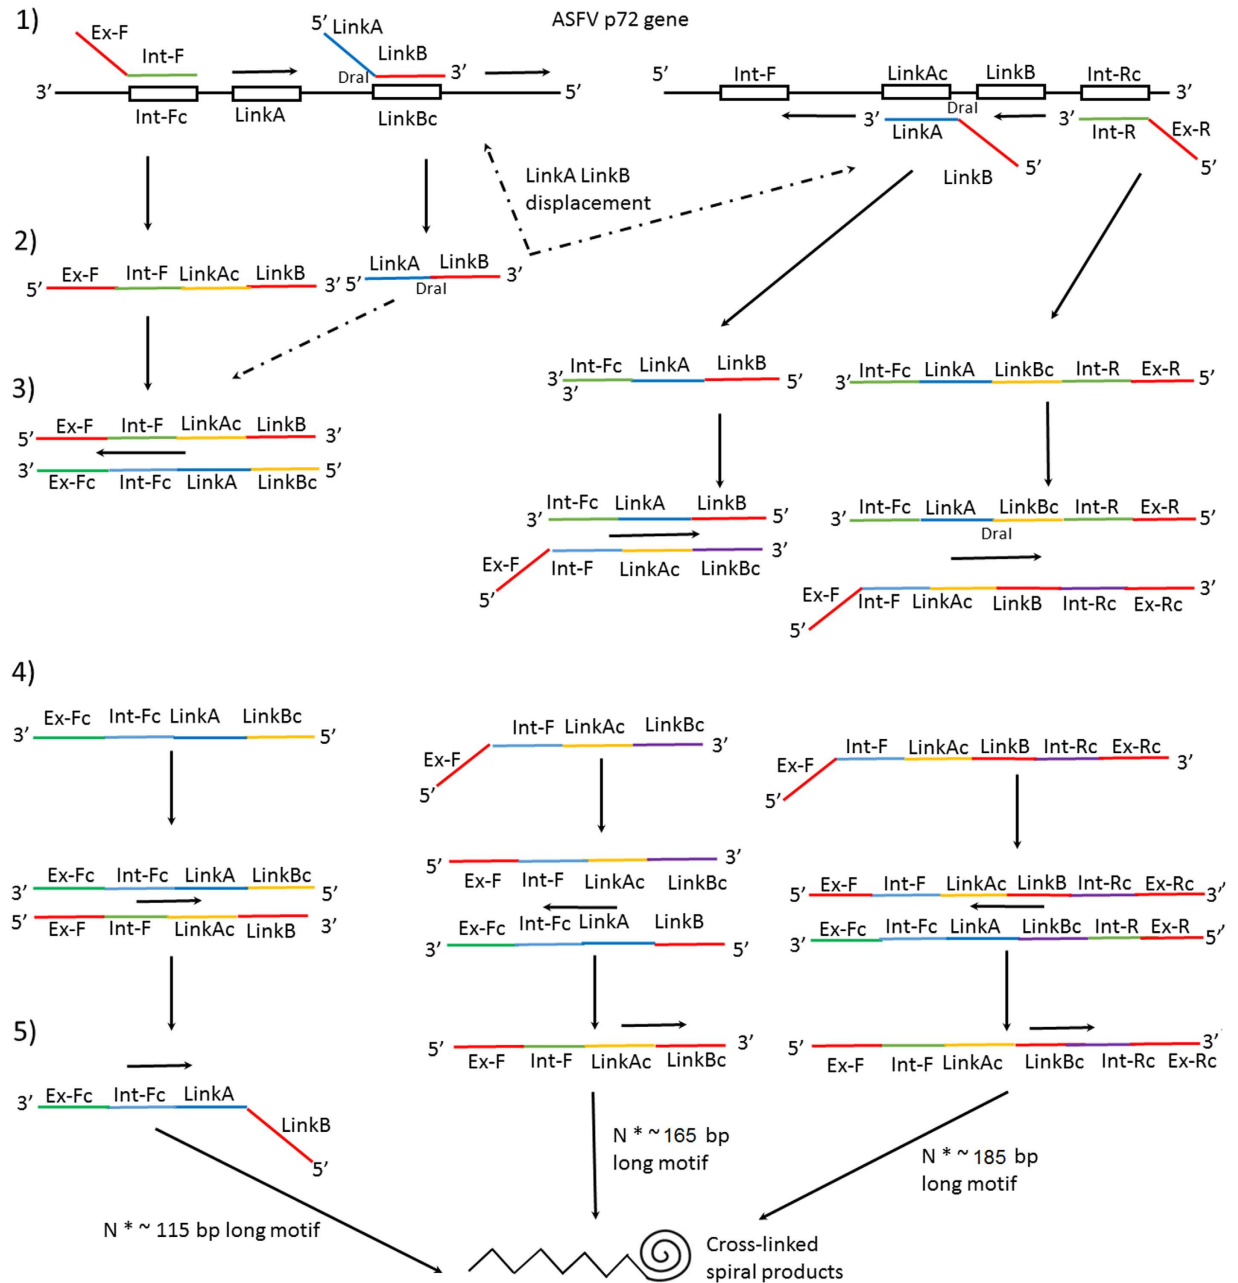 1)
ASFV p72 gene
Ex-F
Int-F
5’ LinkA
LinkB
DraI
3’
3’
5’
Int-Fc
LinkA
LinkBc
5’
Int-F
LinkAc
LinkB
Int-Rc
3’
DraI
3’
LinkA
LinkB
5’
3’
Int-R
Ex-R
5’
LinkA LinkB
displacement
2)
5’
Ex-F Int-F LinkAc LinkB
3’
5’
LinkA LinkB
3’
DraI
3’
3’
Int-Fc LinkA LinkB
5’
3’
Int-Fc LinkA LinkBc Int-R Ex-R
5’
3)
5’
Ex-F Int-F LinkAc LinkB
3’
3’
Ex-Fc Int-Fc LinkA LinkBc
5’
Int-Fc LinkA LinkB
3’
5’
Ex-F
5’
Int-F LinkAc LinkBc
3’
Int-Fc LinkA LinkBc Int-R Ex-R
3’
5’
DraI
Ex-F
5’
Int-F LinkAc LinkB Int-Rc Ex-Rc
3’
4)
Ex-Fc Int-Fc LinkA LinkBc
3’
5’
Int-F LinkAc LinkBc
3’
Ex-F
5’
Int-F LinkAc LinkB Int-Rc Ex-Rc
3’
Ex-F
5’
Ex-Fc Int-Fc LinkA LinkBc
3’
5’
5’
3’
Ex-F Int-F LinkAc LinkB
5’
3’
Ex-F Int-F LinkAc LinkBc
Ex-Fc Int-Fc LinkA LinkB
3’
5’
Ex-F Int-F LinkAc LinkB Int-Rc Ex-Rc
5’
3’
Ex-Fc Int-Fc LinkA LinkBc Int-R Ex-R
3’
5’
5)
Ex-Fc Int-Fc LinkA
3’
LinkB
5’
5’
3’
Ex-F Int-F LinkAc LinkBc
5’
3’
Ex-F Int-F LinkAc LinkBc Int-Rc Ex-Rc
N * ~ 115 bp long motif
N * ~ 165 bp
long motif
N * ~ 185 bp
long motif
Cross-linked
spiral products